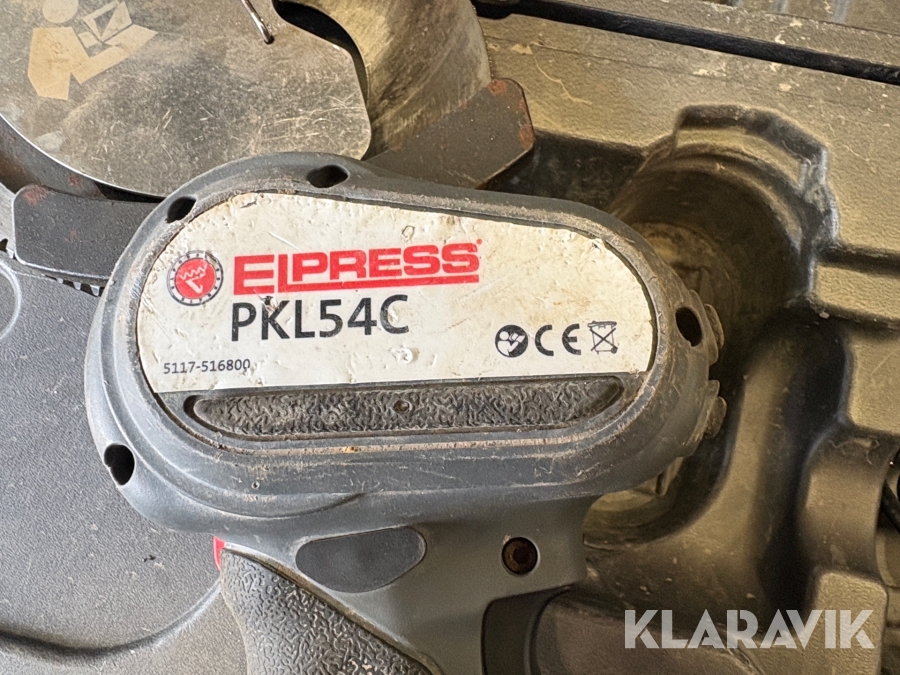 ELPRESS
PKL54C
5117-516800
CE
KLARAVIK